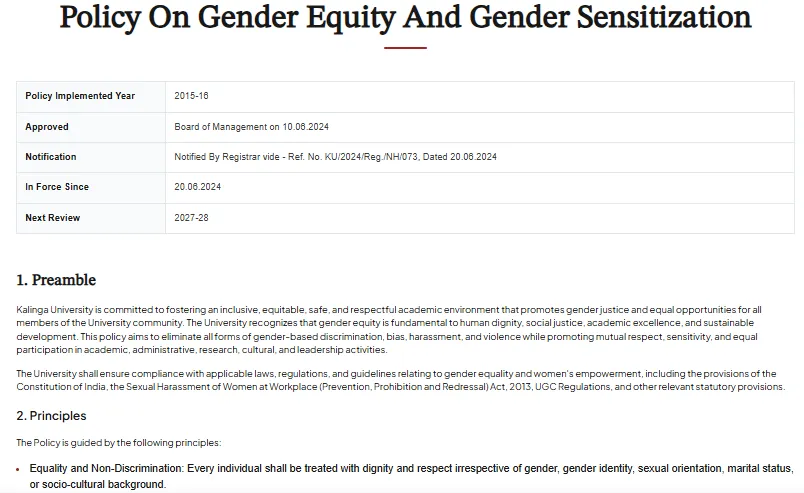 Policy On Gender Equity And Gender Sensitization
Policy Implemented Year 2015-16
Approved Board of Management on 10.06.2024
Notification Notified By Registrar vide - Ref. No. KU/2024/Reg./NH/073, Dated 20.06.2024
In Force Since 20.06.2024
Next Review 2027-28
1. Preamble
Kalinga University is committed to fostering an inclusive, equitable, safe, and respectful academic environment that promotes gender justice and equal opportunities for all
members of the University community. The University recognizes that gender equity is fundamental to human dignity, social justice, academic excellence, and sustainable
development. This policy aims to eliminate all forms of gender-based discrimination, bias, harassment, and violence while promoting mutual respect, sensitivity, and equal
participation in academic, administrative, research, cultural, and leadership activities.
The University shall ensure compliance with applicable laws, regulations, and guidelines relating to gender equality and women's empowerment, including the provisions of the
Constitution of India, the Sexual Harassment of Women at Workplace (Prevention, Prohibition and Redressal) Act, 2013, UGC Regulations, and other relevant statutory provisions.
2. Principles
The Policy is guided by the following principles:
• Equality and Non-Discrimination: Every individual shall be treated with dignity and respect irrespective of gender, gender identity, sexual orientation, marital status,
or socio-cultural background.